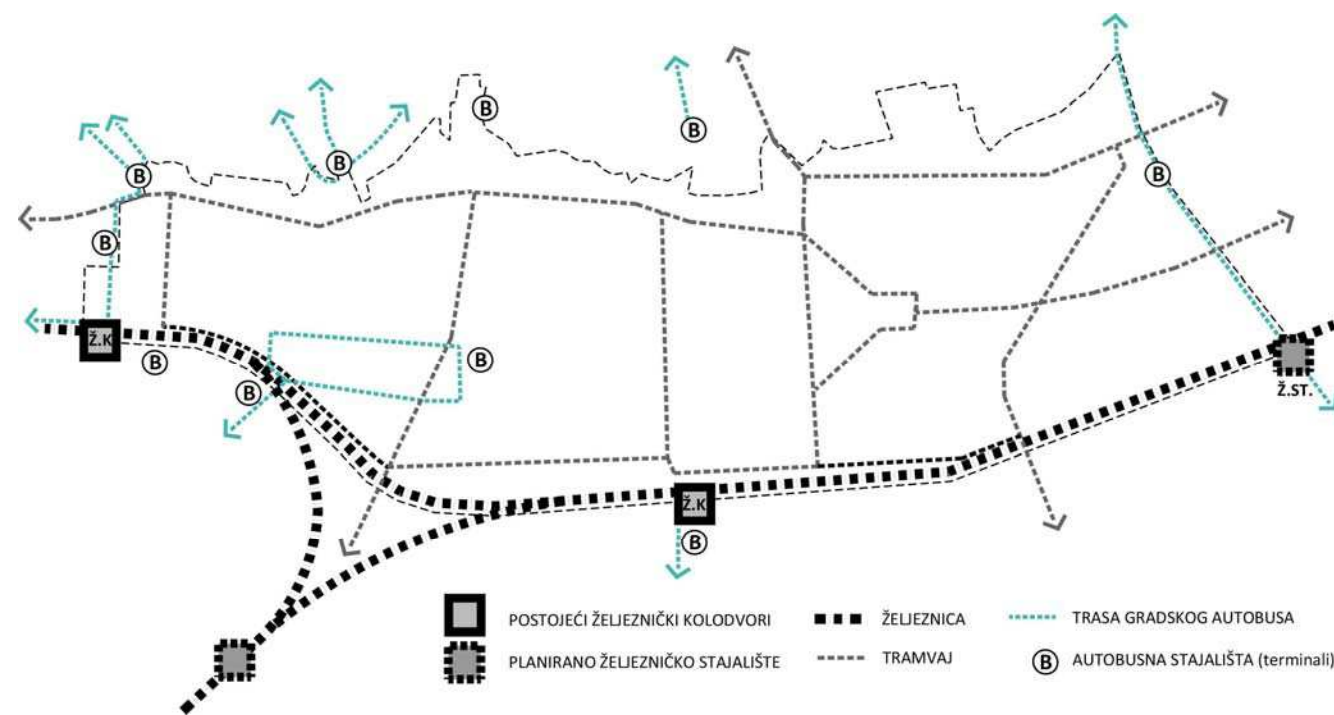 B
B
B
B
B
B
B
Ž.K
B
B
B
Ž.ST.
Ž.K
B
POSTOJEĆI ŽELJEZNIČKI KOLODVORI
ŽELJEZNICA
TRASA GRADSKOG AUTOBUSA
PLANIRANO ŽELJEZNIČKO STAJALIŠTE
TRAMVAJ
B AUTOBUSNA STAJALIŠTA (terminali)